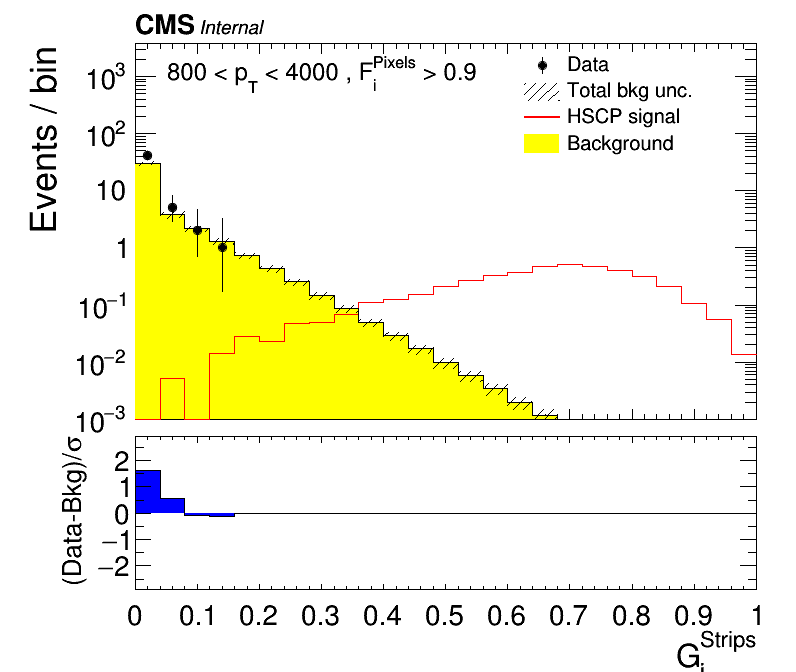 CMS Internal
800 < p_T < 4000 , F_i^Pixels > 0.9
Data
Total bkg unc.
HSCP signal
Background
Events / bin
10^3
10^2
10
1
10^−1
10^−2
10^−3
(Data-Bkg)/σ
2
1
0
−1
−2
0 0.1 0.2 0.3 0.4 0.5 0.6 0.7 0.8 0.9 1
G_i^Strips